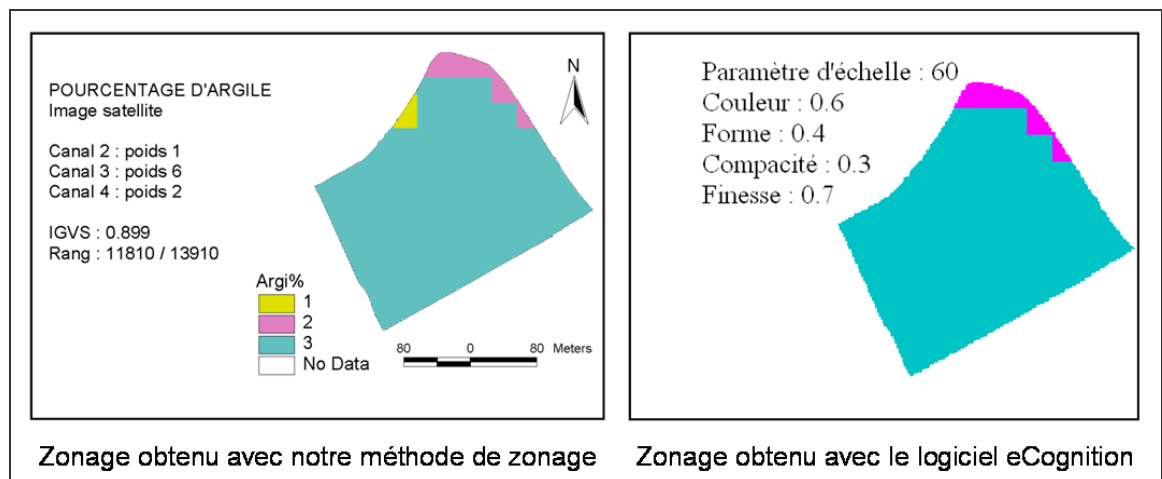 POURCENTAGE D'ARGILE
Image satellite
Canal 2 : poids 1
Canal 3 : poids 6
Canal 4 : poids 2
IGVS : 0.899
Rang : 11810 / 13910
Argi%
1
2
3
No Data
N
80 0 80 Meters
Zonage obtenu avec notre méthode de zonage
Paramètre d'échelle : 60
Couleur : 0.6
Forme : 0.4
Compacité : 0.3
Finesse : 0.7
Zonage obtenu avec le logiciel eCognition